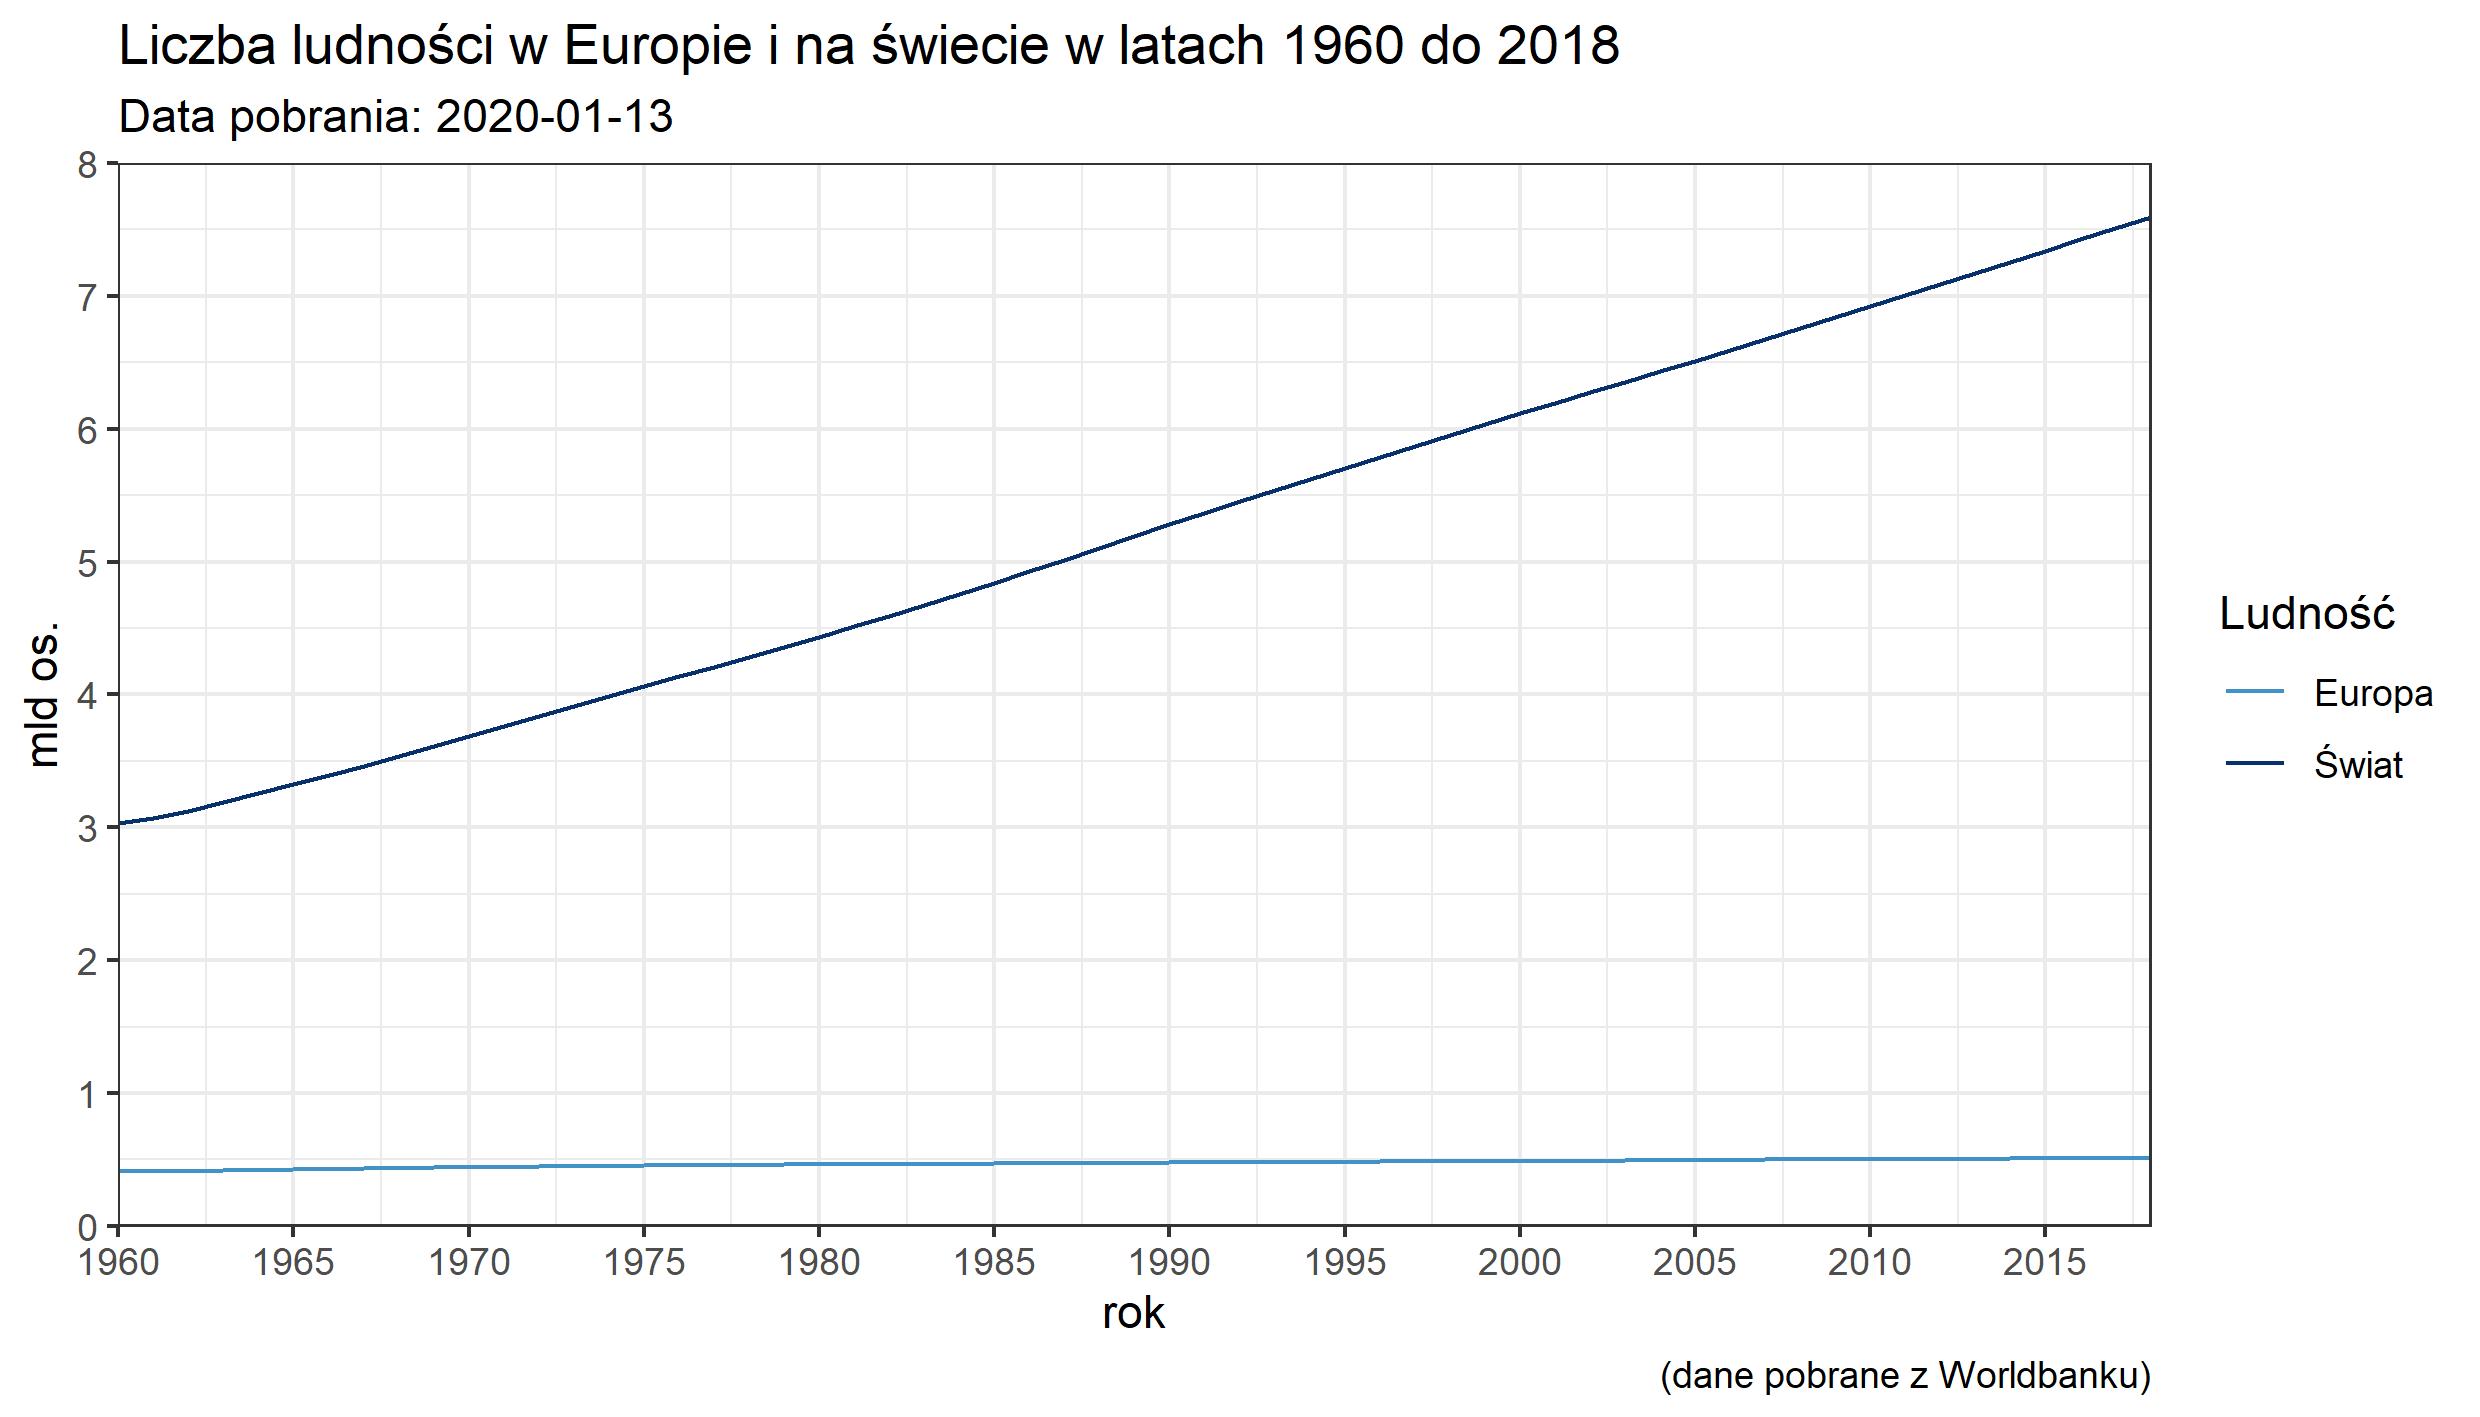 Liczba ludności w Europie i na świecie w latach 1960 do 2018
Data pobrania: 2020-01-13
8
7
6
5
4
3
2
1
0
mld os.
1960 1965 1970 1975 1980 1985 1990 1995 2000 2005 2010 2015
rok
Ludność
Europa
Świat
(dane pobrane z Worldbanku)